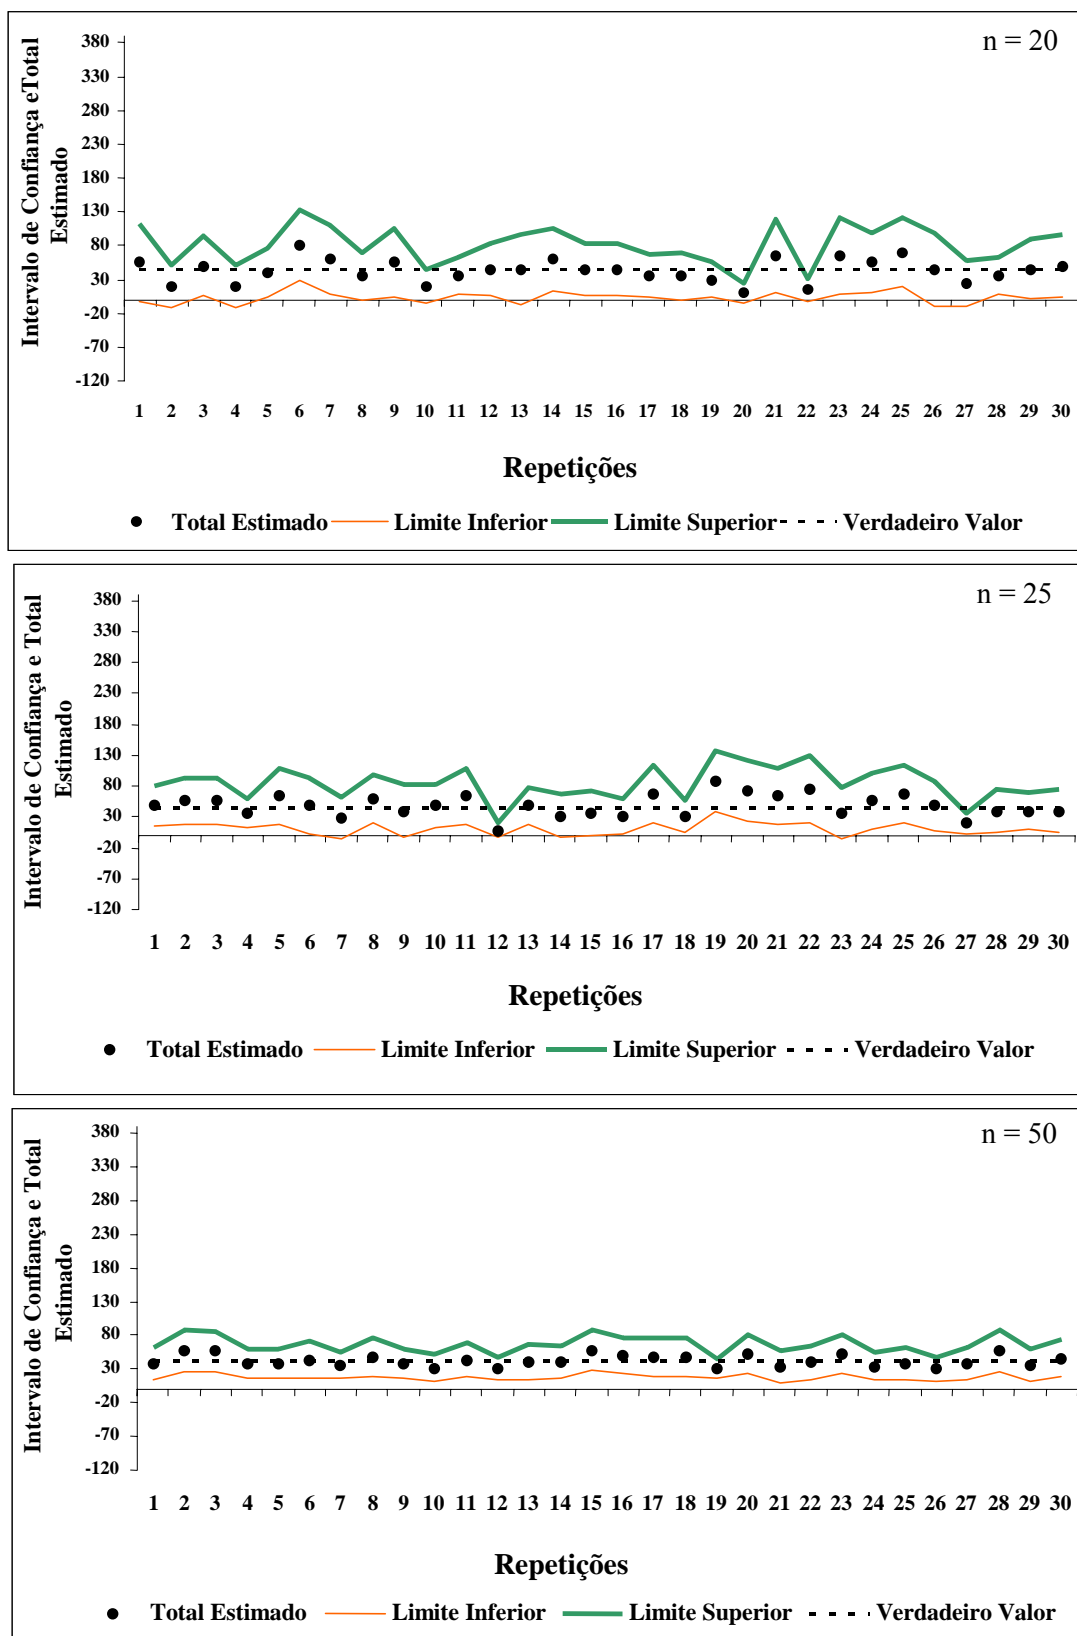 n = 20
Intervalo de Confiança eTotal
Estimado
380
330
280
230
180
130
80
30
-20
-70
-120
1 2 3 4 5 6 7 8 9 10 11 12 13 14 15 16 17 18 19 20 21 22 23 24 25 26 27 28 29 30
Repetições
Total Estimado Limite Inferior Limite Superior Verdadeiro Valor
n = 25
Intervalo de Confiança e Total
Estimado
380
330
280
230
180
130
80
30
-20
-70
-120
1 2 3 4 5 6 7 8 9 10 11 12 13 14 15 16 17 18 19 20 21 22 23 24 25 26 27 28 29 30
Repetições
Total Estimado Limite Inferior Limite Superior Verdadeiro Valor
n = 50
Intervalo de Confiança e Total
Estimado
380
330
280
230
180
130
80
30
-20
-70
-120
1 2 3 4 5 6 7 8 9 10 11 12 13 14 15 16 17 18 19 20 21 22 23 24 25 26 27 28 29 30
Repetições
Total Estimado Limite Inferior Limite Superior Verdadeiro Valor